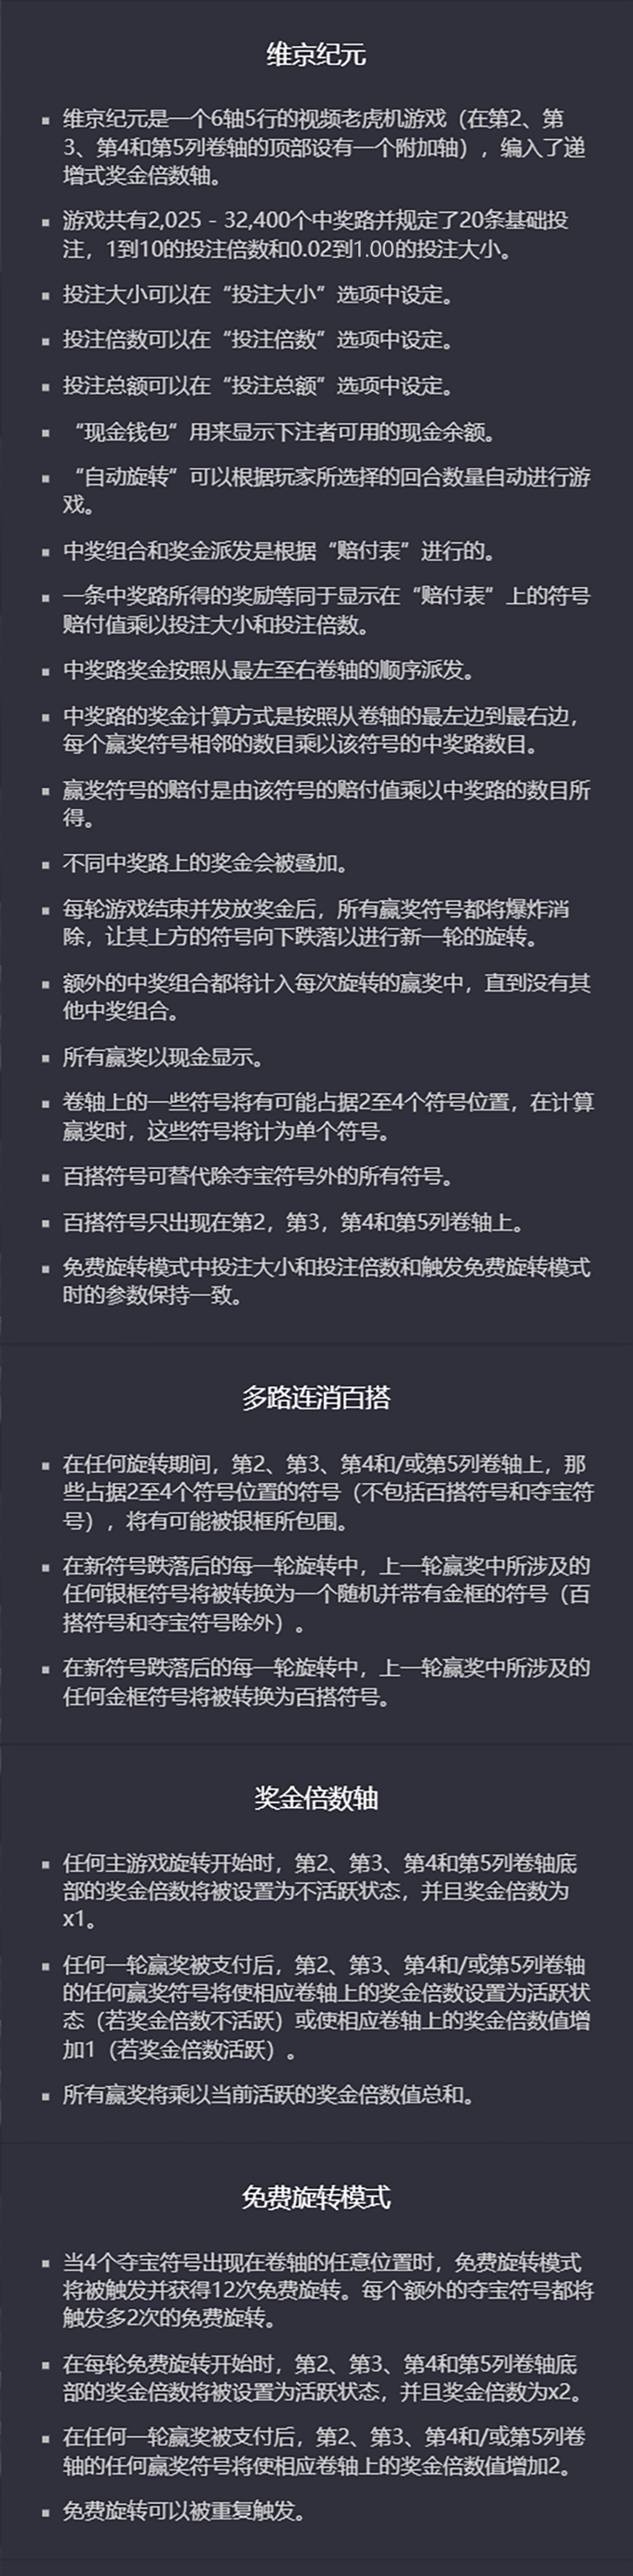 维京纪元
▪ 维京纪元是一个6轴5行的视频老虎机游戏（在第2、第
3、第4和第5列卷轴的顶部设有一个附加轴），编入了递
增式奖金倍数轴。
▪ 游戏共有2,025 - 32,400个中奖路并规定了20条基础投
注，1到10的投注倍数和0.02到1.00的投注大小。
▪ 投注大小可以在“投注大小”选项中设定。
▪ 投注倍数可以在“投注倍数”选项中设定。
▪ 投注总额可以在“投注总额”选项中设定。
▪ “现金钱包”用来显示下注者可用的现金余额。
▪ “自动旋转”可以根据玩家所选择的回合数量自动进行游
戏。
▪ 中奖组合和奖金派发是根据“赔付表”进行的。
▪ 一条中奖路所得的奖励等同于显示在“赔付表”上的符号
赔付值乘以投注大小和投注倍数。
▪ 中奖路奖金按照从最左至右卷轴的顺序派发。
▪ 中奖路的奖金计算方式是按照从卷轴的最左边到最右边，
每个赢奖符号相邻的数目乘以该符号的中奖路数目。
▪ 赢奖符号的赔付是由该符号的赔付值乘以中奖路的数目所
得。
▪ 不同中奖路上的奖金会被叠加。
▪ 每轮游戏结束并发放奖金后，所有赢奖符号都将爆炸消
除，让其上方的符号向下跌落以进行新一轮的旋转。
▪ 额外的中奖组合都将计入每次旋转的赢奖中，直到没有其
他中奖组合。
▪ 所有赢奖以现金显示。
▪ 卷轴上的一些符号将有可能占据2至4个符号位置，在计算
赢奖时，这些符号将计为单个符号。
▪ 百搭符号可替代除夺宝符号外的所有符号。
▪ 百搭符号只出现在第2，第3，第4和第5列卷轴上。
▪ 免费旋转模式中投注大小和投注倍数和触发免费旋转模式
时的参数保持一致。
多路连消百搭
▪ 在任何旋转期间，第2、第3、第4和/或第5列卷轴上，那
些占据2至4个符号位置的符号（不包括百搭符号和夺宝符
号），将有可能被银框所包围。
▪ 在新符号跌落后的每一轮旋转中，上一轮赢奖中所涉及的
任何银框符号将被转换为一个随机并带有金框的符号（百
搭符号和夺宝符号除外）。
▪ 在新符号跌落后的每一轮旋转中，上一轮赢奖中所涉及的
任何金框符号将被转换为百搭符号。
奖金倍数轴
▪ 任何主游戏旋转开始时，第2、第3、第4和第5列卷轴底
部的奖金倍数将被设置为不活跃状态，并且奖金倍数为
x1。
▪ 任何一轮赢奖被支付后，第2、第3、第4和/或第5列卷轴
的任何赢奖符号将使相应卷轴上的奖金倍数设置为活跃状
态（若奖金倍数不活跃）或使相应卷轴上的奖金倍数值增
加1（若奖金倍数活跃）。
▪ 所有赢奖将乘以当前活跃的奖金倍数值总和。
免费旋转模式
▪ 当4个夺宝符号出现在卷轴的任意位置时，免费旋转模式
将被触发并获得12次免费旋转。每个额外的夺宝符号都将
触发多2次的免费旋转。
▪ 在每轮免费旋转开始时，第2、第3、第4和第5列卷轴底
部的奖金倍数将被设置为活跃状态，并且奖金倍数为x2。
▪ 在任何一轮赢奖被支付后，第2、第3、第4和/或第5列卷
轴的任何赢奖符号将使相应卷轴上的奖金倍数值增加2。
▪ 免费旋转可以被重复触发。